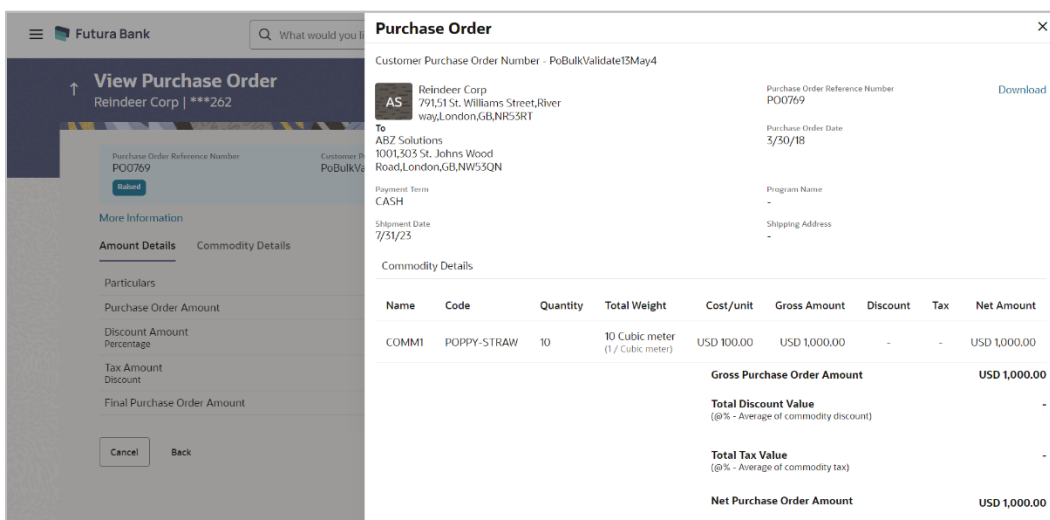 Futura Bank
What would you li
View Purchase Order
Reindeer Corp | ***262
Purchase Order Reference Number
PO0769
Raised
Customer P
PoBulkVa
More Information
Amount Details
Commodity Details
Particulars
Purchase Order Amount
Discount Amount
Percentage
Tax Amount
Discount
Final Purchase Order Amount
Cancel
Back
Purchase Order
Customer Purchase Order Number - PoBulkValidate13May4
AS
Reindeer Corp
791,51 St. Williams Street,River
way,London,GB,NR53RT
To
ABZ Solutions
1001,303 St. Johns Wood
Road,London,GB,NW53QN
Purchase Order Reference Number
PO0769
Download
Purchase Order Date
3/30/18
Payment Term
CASH
Program Name
-
Shipment Date
7/31/23
Shipping Address
-
Commodity Details
Name Code Quantity Total Weight Cost/unit Gross Amount Discount Tax Net Amount
COMM1 POPPY-STRAW 10 10 Cubic meter USD 100.00 USD 1,000.00 - - USD 1,000.00
(1 / Cubic meter)
Gross Purchase Order Amount USD 1,000.00
Total Discount Value -
(@% - Average of commodity discount)
Total Tax Value -
(@% - Average of commodity tax)
Net Purchase Order Amount USD 1,000.00